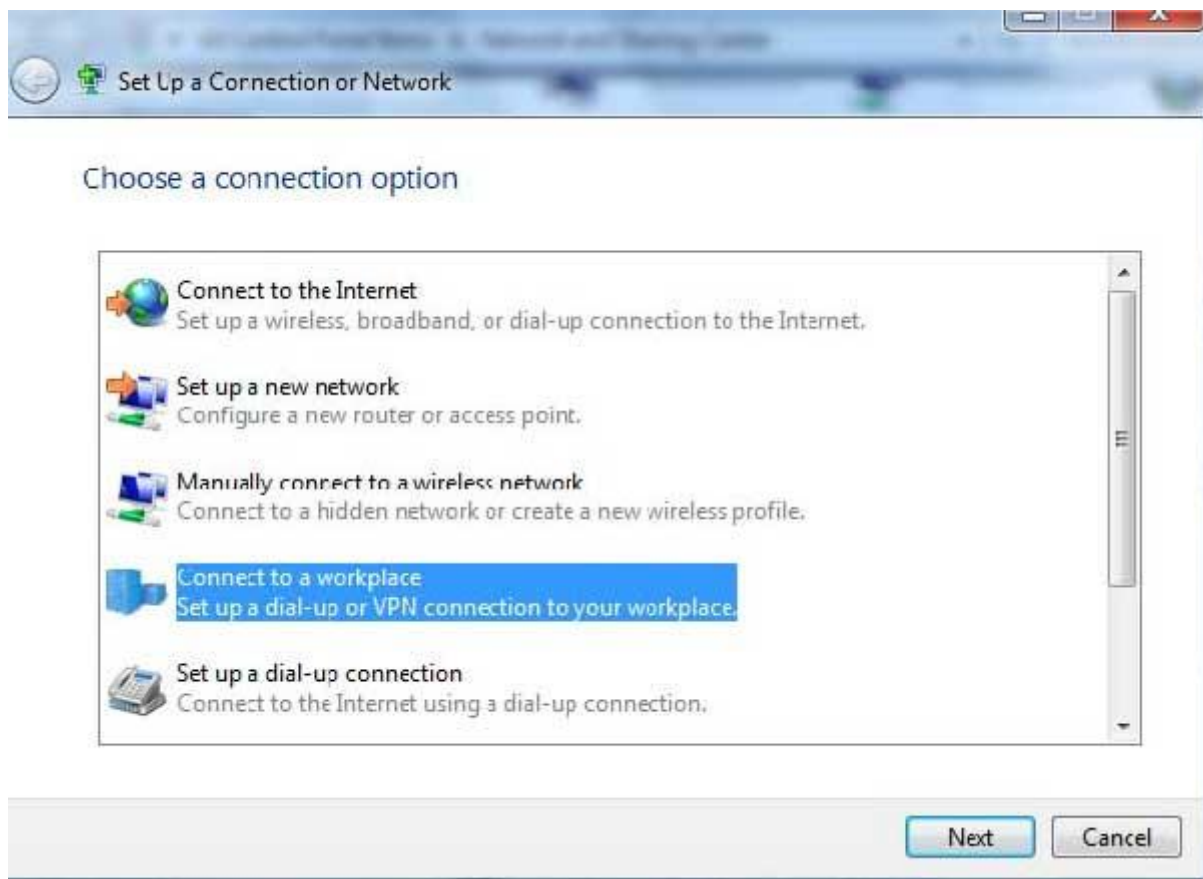 Set Up a Connection or Network
Choose a connection option
Connect to the Internet
Set up a wireless, broadband, or dial-up connection to the Internet.
Set up a new network
Configure a new router or access point.
Manually connect to a wireless network
Connect to a hidden network or create a new wireless profile.
Connect to a workplace
Set up a dial-up or VPN connection to your workplace.
Set up a dial-up connection
Connect to the Internet using a dial-up connection.
Next
Cancel